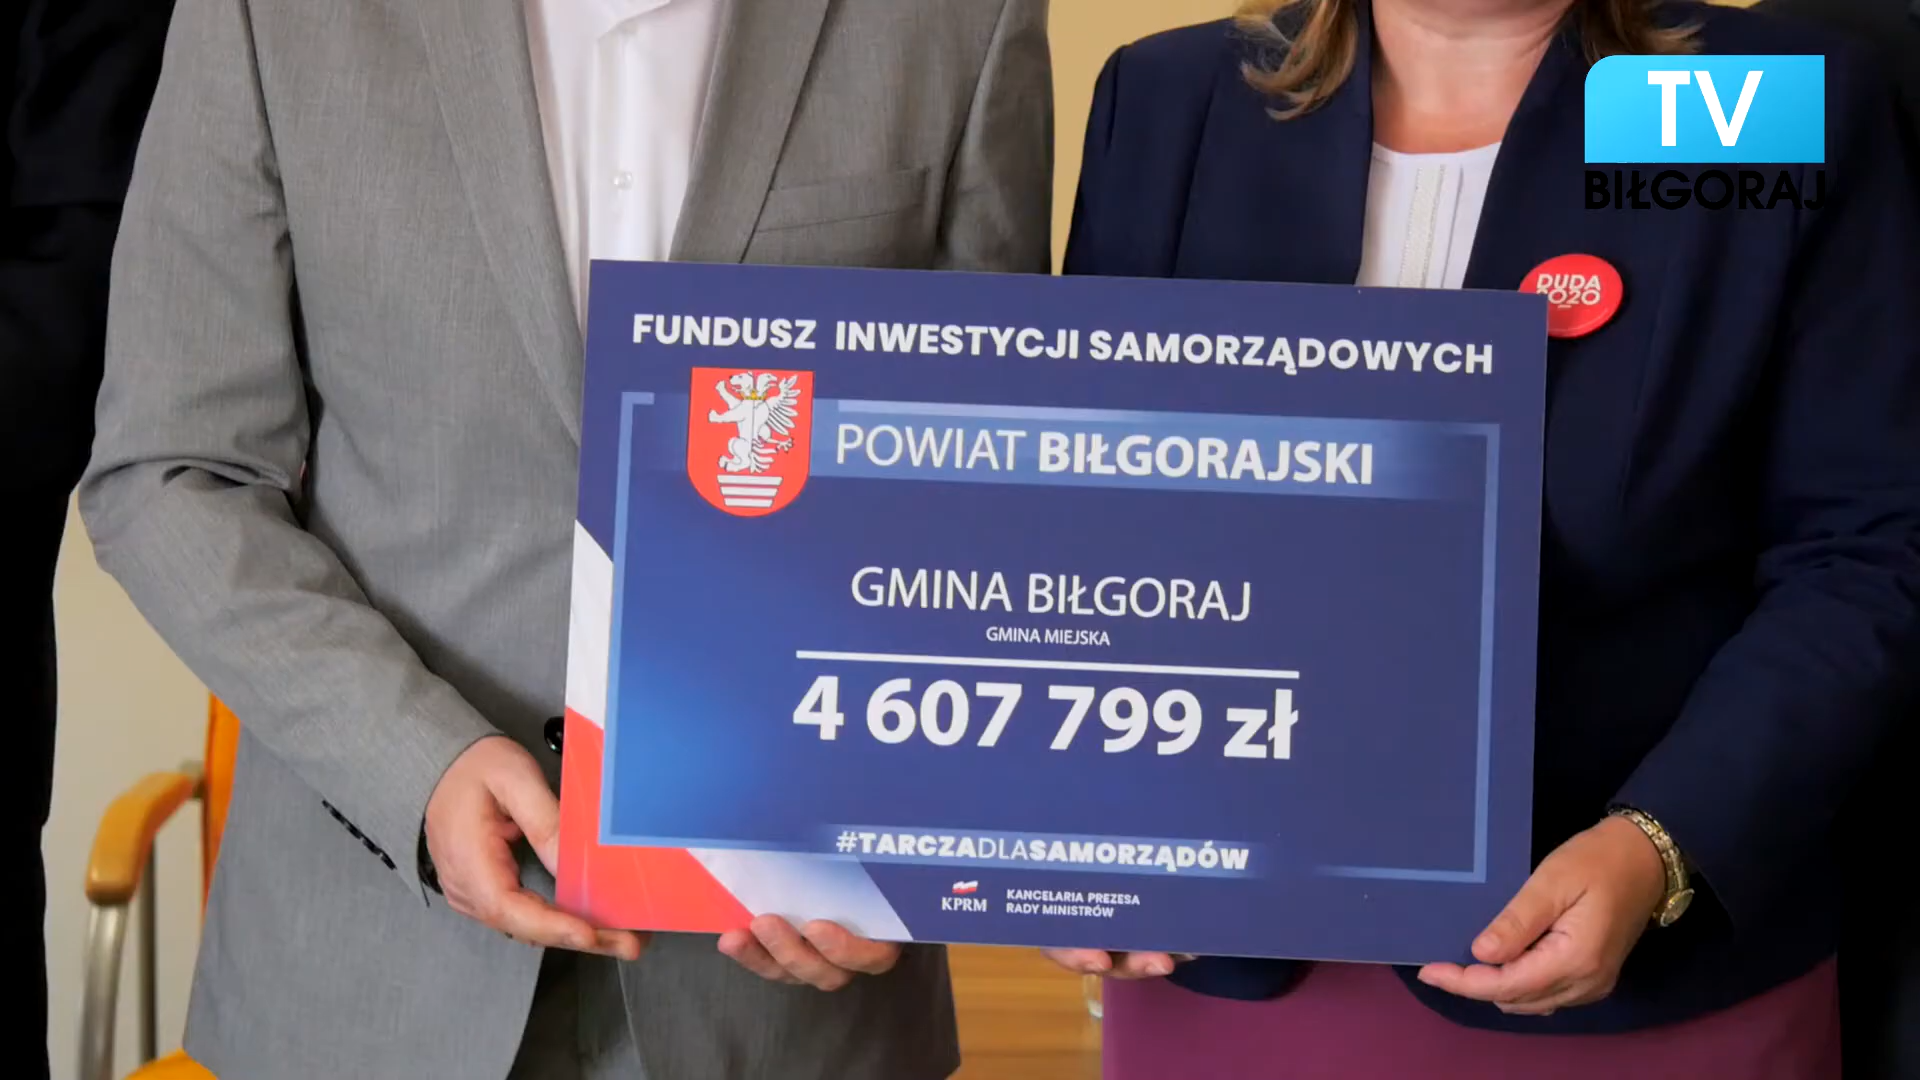 TV
BIŁGORAJ
DUDA
2020
FUNDUSZ INWESTYCJI SAMORZĄDOWYCH
POWIAT BIŁGORAJSKI
GMINA BIŁGORAJ
GMINA MIEJSKA
4 607 799 zł
#TARCZADLASAMORZĄDÓW
KPRM
KANCELARIA PREZESA
RADY MINISTRÓW